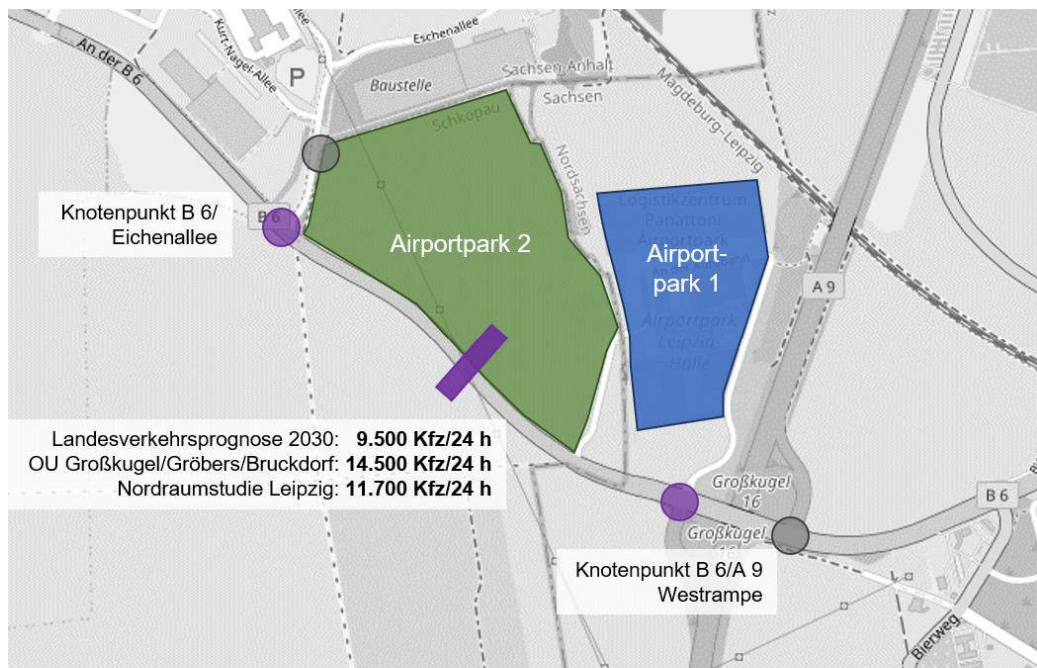 An der B 6
Kurt-Nagel-Allee
P
Eschenallee
Baustelle
Sachsen-Anhalt
Sachsen
Schkopau
Nordsachsen
Magdeburg-Leipzig
Knotenpunkt B 6/
Eichenallee
B 6
Airportpark 2
Logistikzentrum
Panattoni
Airportpark
Airport-
park 1
Airportpark
Leipzig-
Halle
A 9
Landesverkehrsprognose 2030: 9.500 Kfz/24 h
OU Großkugel/Gröbers/Bruckdorf: 14.500 Kfz/24 h
Nordraumstudie Leipzig: 11.700 Kfz/24 h
Großkugel
16
Großkugel
16
B 6
Knotenpunkt B 6/A 9
Westrampe
Bierweg